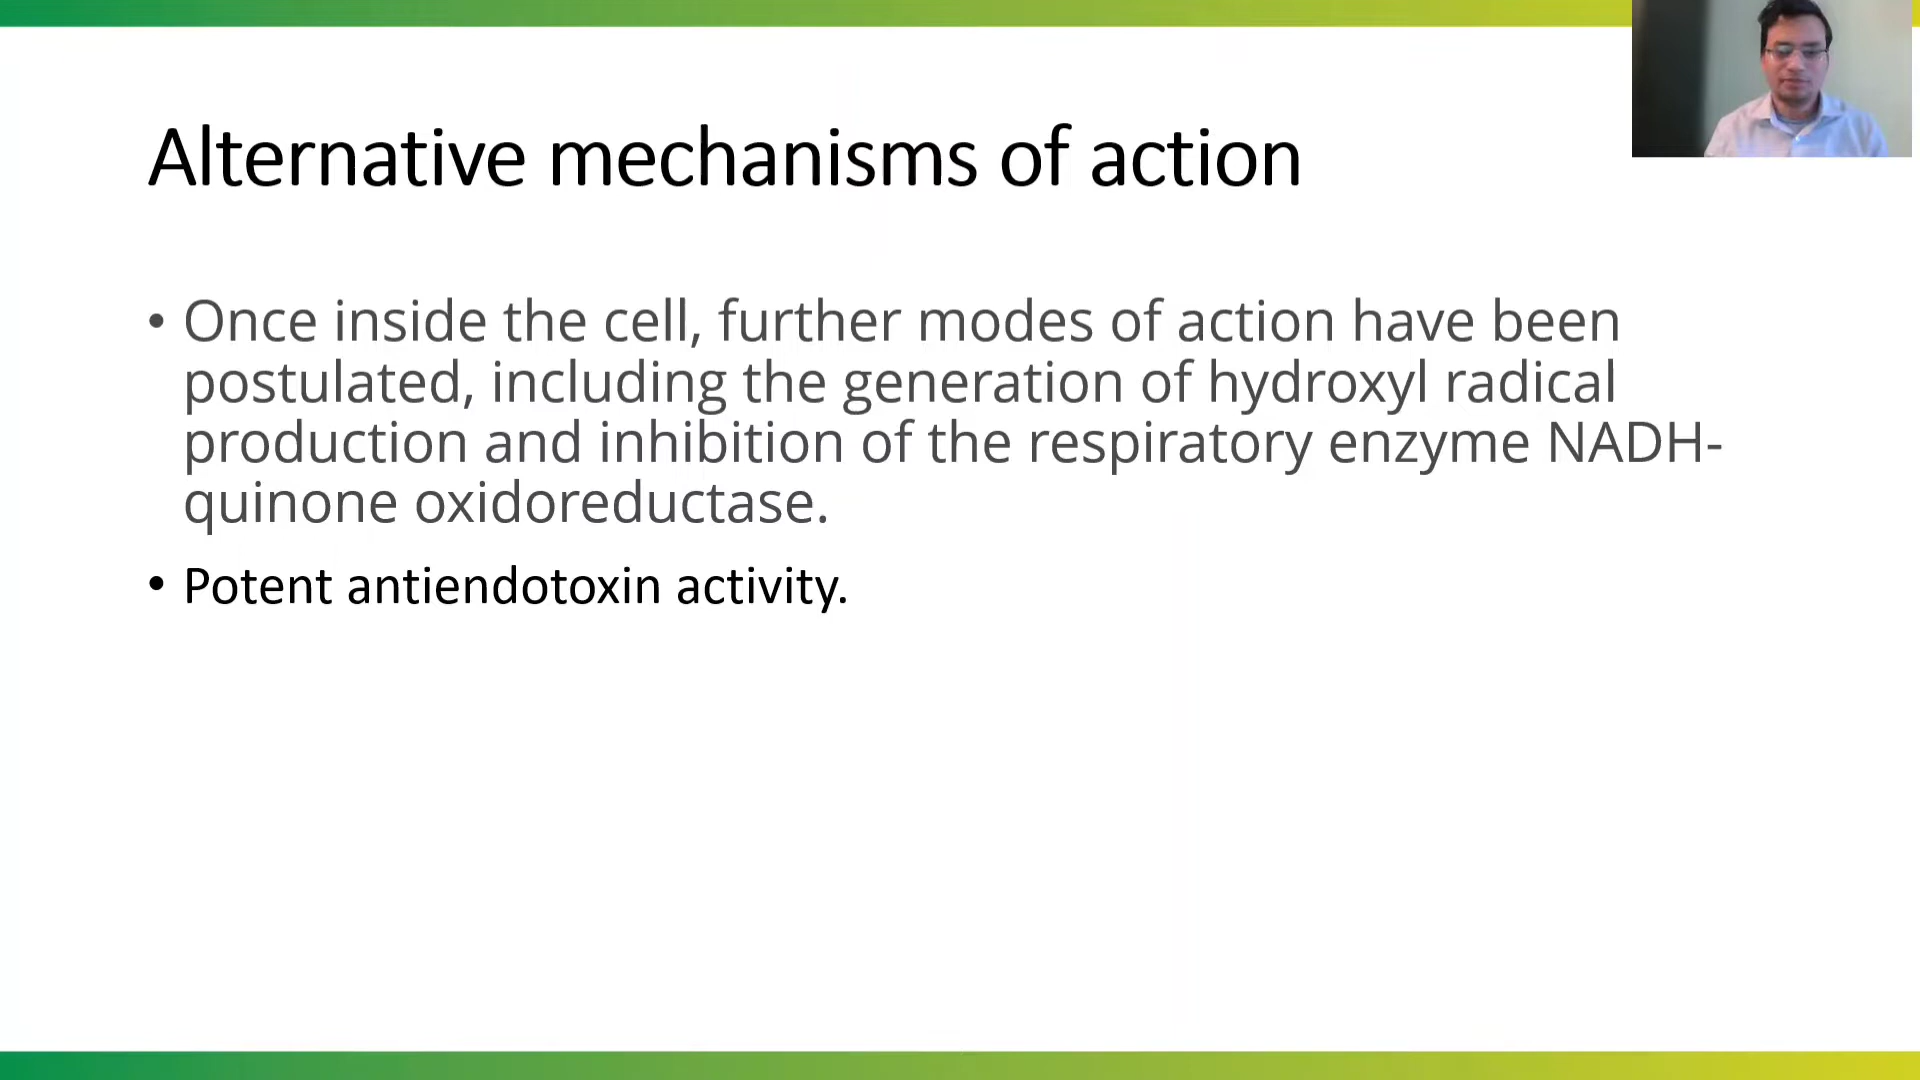 Alternative mechanisms of action
• Once inside the cell, further modes of action have been
postulated, including the generation of hydroxyl radical
production and inhibition of the respiratory enzyme NADH-
quinone oxidoreductase.
• Potent antiendotoxin activity.